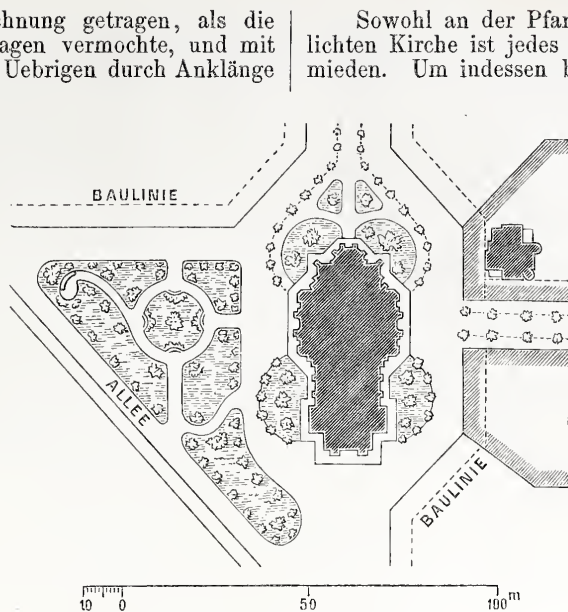 chnung getragen, als die
agen vermochte, und mit
Uebrigen durch Anklänge
Sowohl an der Pfar
lichten Kirche ist jedes
mieden. Um indessen b
BAULINIE
ALLEE
BAULINIE
10 0 50 100 m